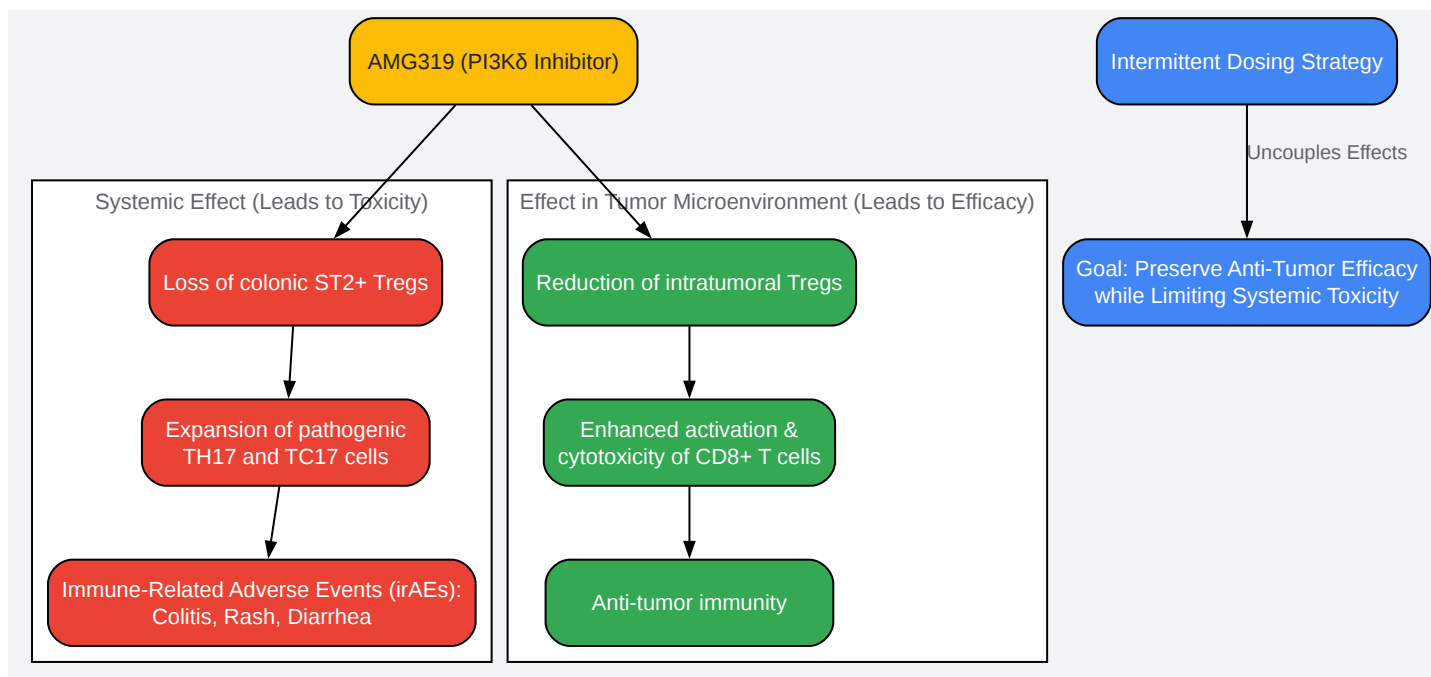 AMG319 (PI3Kδ Inhibitor)
Intermittent Dosing Strategy
Uncouples Effects
Systemic Effect (Leads to Toxicity)
Effect in Tumor Microenvironment (Leads to Efficacy)
Loss of colonic ST2+ Tregs
Reduction of intratumoral Tregs
Goal: Preserve Anti-Tumor Efficacy
while Limiting Systemic Toxicity
Expansion of pathogenic
TH17 and TC17 cells
Enhanced activation &
cytotoxicity of CD8+ T cells
Immune-Related Adverse Events (irAEs):
Colitis, Rash, Diarrhea
Anti-tumor immunity